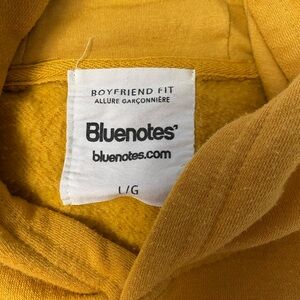 BOYFRIEND FIT
ALLURE GARÇONNIÈRE
Bluenotes'
bluenotes.com
L/G